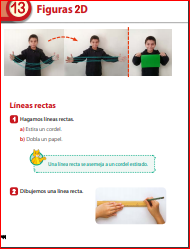 13 Figuras 2D
Líneas rectas
1 Hagamos líneas rectas.
a) Estira un cordel.
b) Dobla un papel.
Una línea recta se asemeja a un cordel estirado.
2 Dibujemos una línea recta.